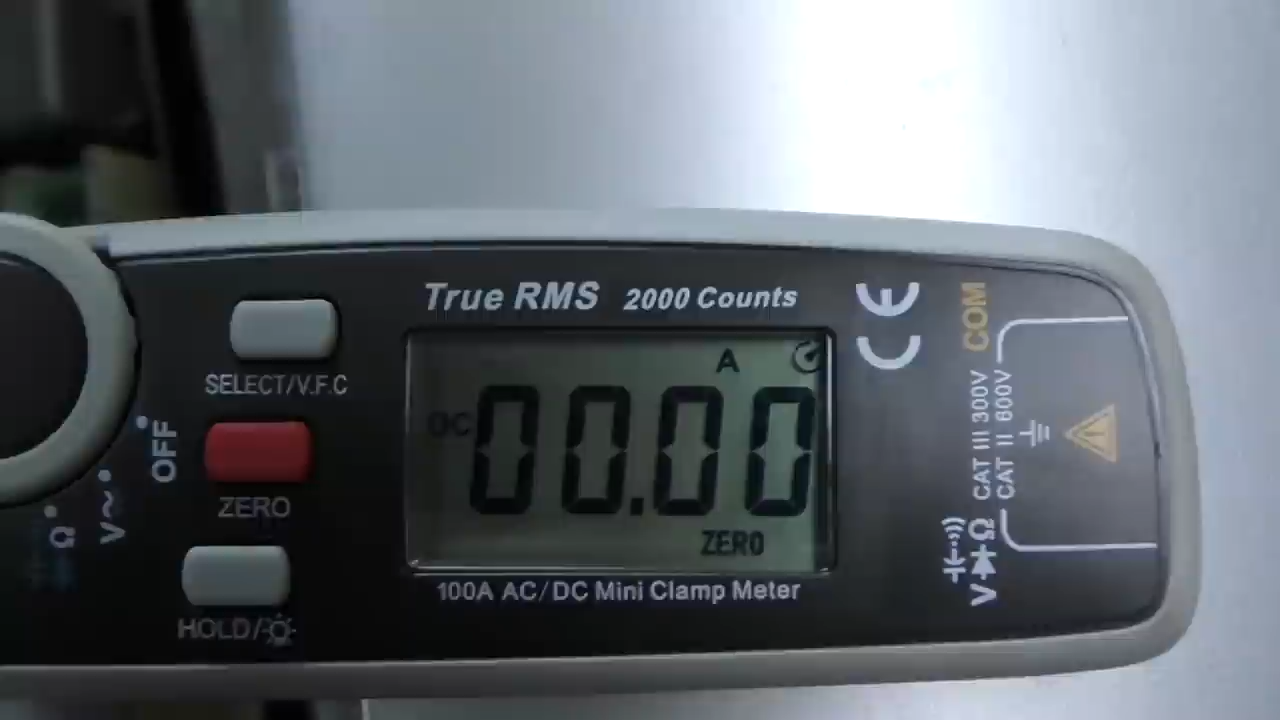 True RMS 2000 Counts
SELECT/V.F.C
A
DC 00.00
ZERO
100A AC/DC Mini Clamp Meter
ZERO
HOLD/
OFF
V~
Ω
CE
COM
CAT III 300V
CAT II 600V
VΩ